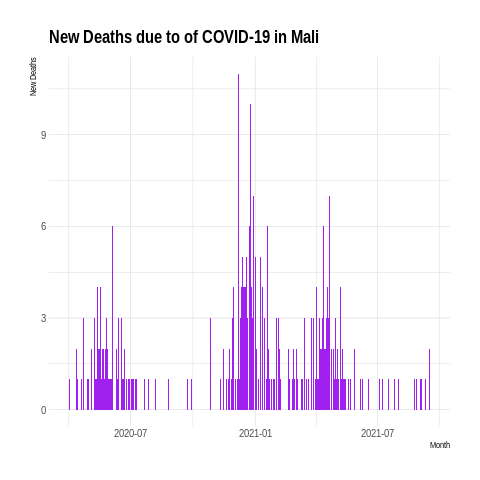 New Deaths due to of COVID-19 in Mali
New Deaths
9
6
3
0
2020-07
2021-01
2021-07
Month